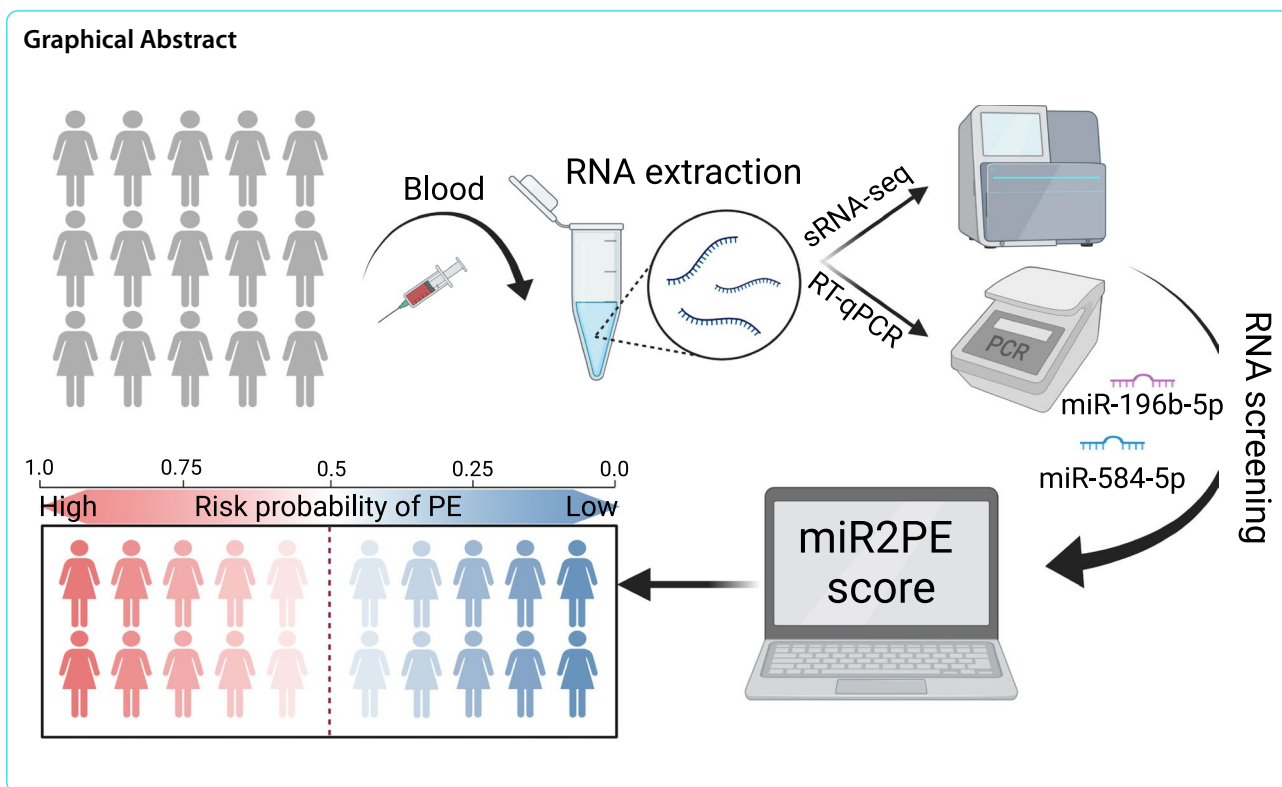 Graphical Abstract
Blood
RNA extraction
sRNA-seq
RT-qPCR
PCR
miR-196b-5p
miR-584-5p
RNA screening
miR2PE
score
1.0 0.75 0.5 0.25 0.0
High Risk probability of PE Low